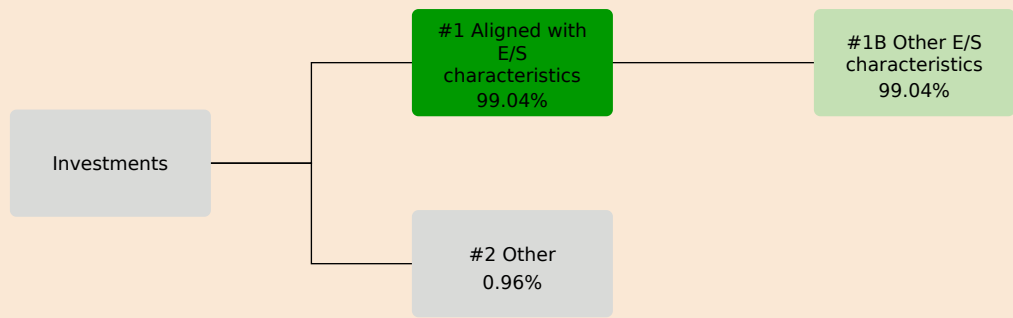 #1 Aligned with
E/S
characteristics
99.04%
#1B Other E/S
characteristics
99.04%
Investments
#2 Other
0.96%